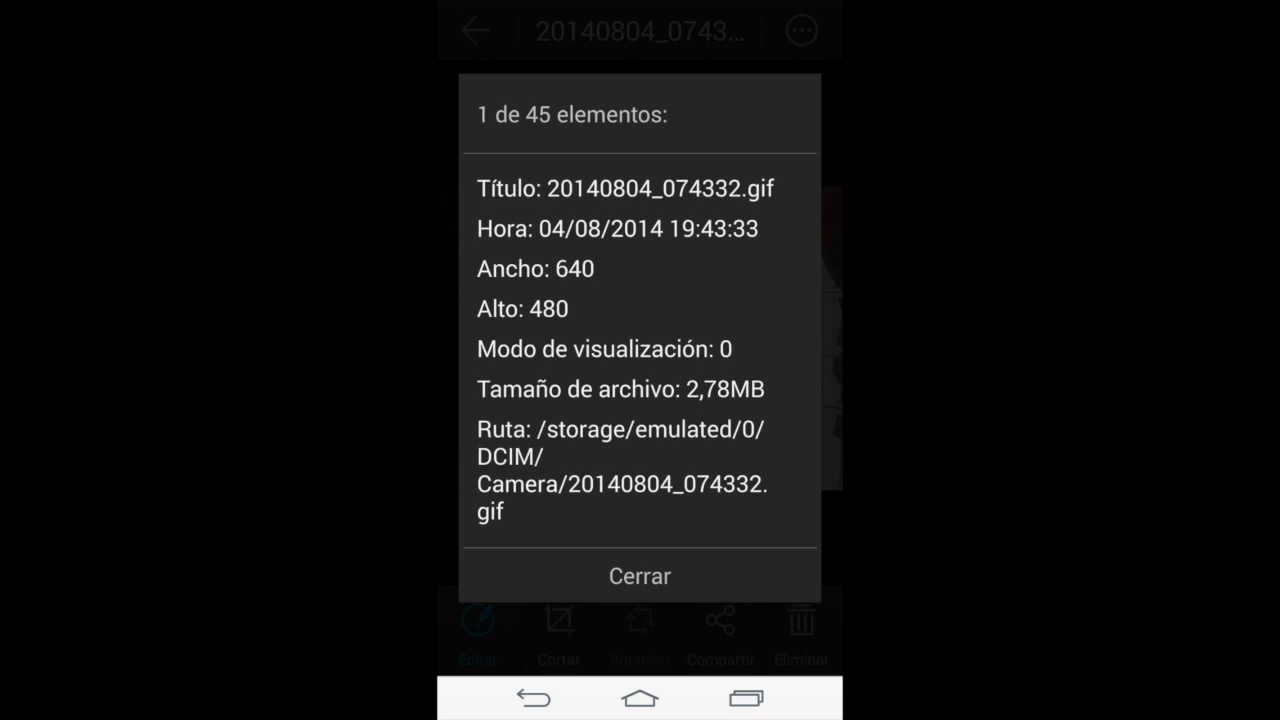 20140804_0743...
1 de 45 elementos:
Título: 20140804_074332.gif
Hora: 04/08/2014 19:43:33
Ancho: 640
Alto: 480
Modo de visualización: 0
Tamaño de archivo: 2,78MB
Ruta: /storage/emulated/0/
DCIM/
Camera/20140804_074332.
gif
Cerrar
Editar Cortar Rotación Compartir Eliminar